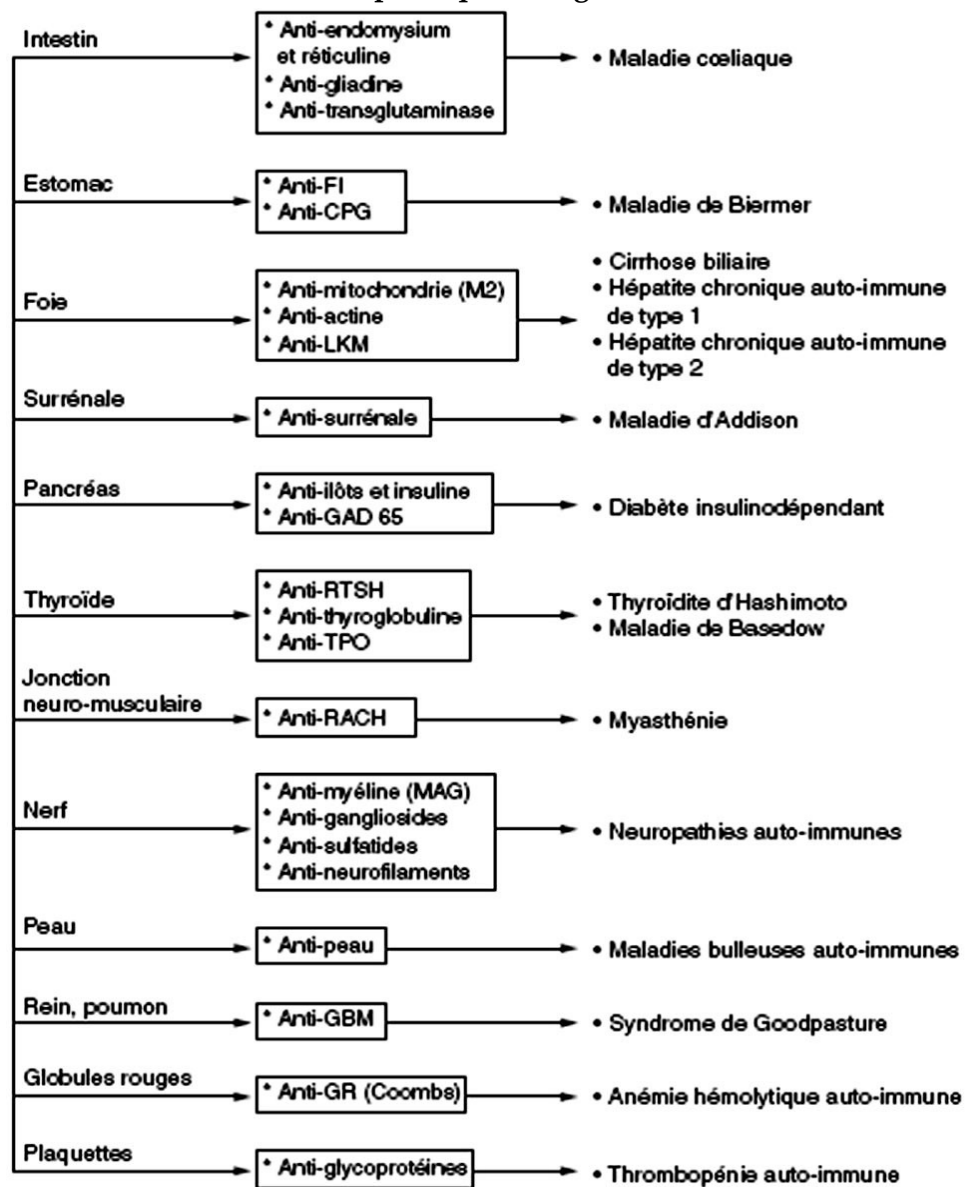 Intestin
* Anti-endomysium
et réticuline
* Anti-gliadine
* Anti-transglutaminase
• Maladie cœliaque
Estomac
* Anti-FI
* Anti-CPG
• Maladie de Biermer
Foie
* Anti-mitochondrie (M2)
* Anti-actine
* Anti-LKM
• Cirrhose biliaire
• Hépatite chronique auto-immune
de type 1
• Hépatite chronique auto-immune
de type 2
Surrénale
* Anti-surrénale
• Maladie d'Addison
Pancréas
* Anti-ilôts et insuline
* Anti-GAD 65
• Diabète insulinodépendant
Thyroïde
* Anti-RTSH
* Anti-thyroglobuline
* Anti-TPO
• Thyroïdite d'Hashimoto
• Maladie de Basedow
Jonction
neuro-musculaire
* Anti-RACH
• Myasthénie
Nerf
* Anti-myéline (MAG)
* Anti-gangliosides
* Anti-sulfatides
* Anti-neurofilaments
• Neuropathies auto-immunes
Peau
* Anti-peau
• Maladies bulleuses auto-immunes
Rein, poumon
* Anti-GBM
• Syndrome de Goodpasture
Globules rouges
* Anti-GR (Coombs)
• Anémie hémolytique auto-immune
Plaquettes
* Anti-glycoprotéines
• Thrombopénie auto-immune